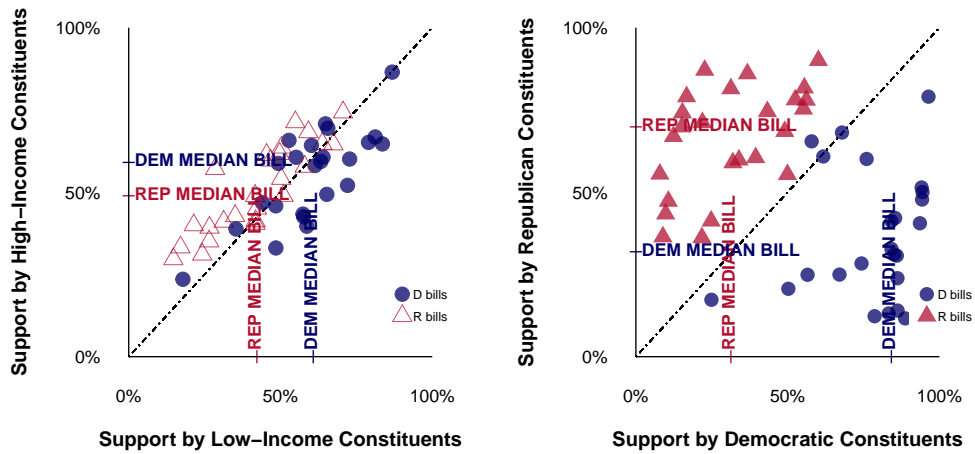 Support by High−Income Constituents
100%
50%
0%
DEM MEDIAN BILL
REP MEDIAN BILL
REP MEDIAN BILL
DEM MEDIAN BILL
D bills
R bills
0%
50%
100%
Support by Low−Income Constituents
Support by Republican Constituents
100%
50%
0%
REP MEDIAN BILL
DEM MEDIAN BILL
REP MEDIAN BILL
DEM MEDIAN BILL
D bills
R bills
0%
50%
100%
Support by Democratic Constituents